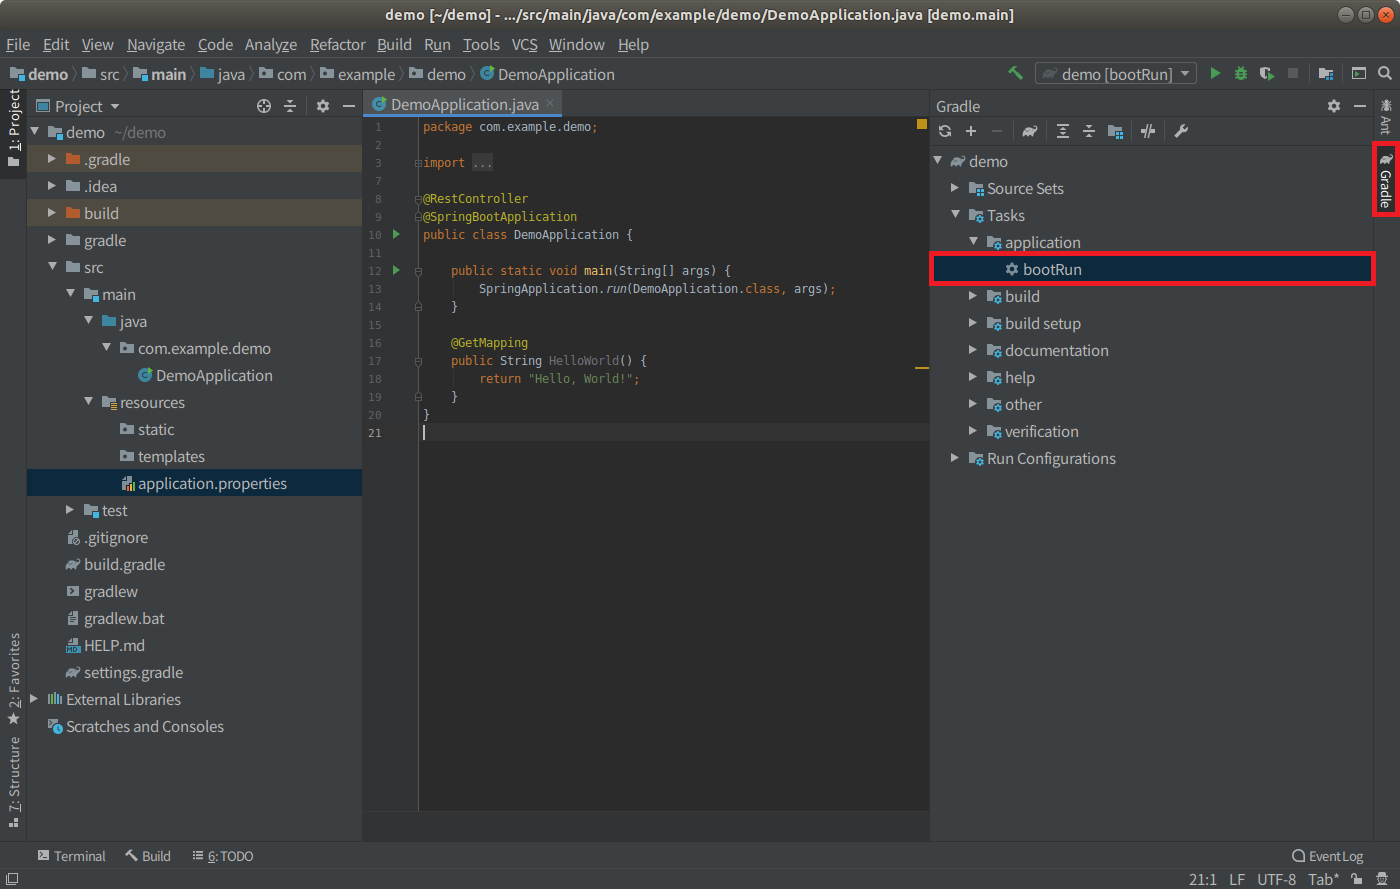 demo [~/demo] - .../src/main/java/com/example/demo/DemoApplication.java [demo.main]
File Edit View Navigate Code Analyze Refactor Build Run Tools VCS Window Help
demo src main java com example demo DemoApplication
demo [bootRun]
1: Project
2: Favorites
7: Structure
Project
demo ~/demo
.gradle
.idea
build
gradle
src
main
java
com.example.demo
DemoApplication
resources
static
templates
application.properties
test
.gitignore
build.gradle
gradlew
gradlew.bat
HELP.md
settings.gradle
External Libraries
Scratches and Consoles
DemoApplication.java
1 package com.example.demo;
2
3 import ...
7
8 @RestController
9 @SpringBootApplication
10 public class DemoApplication {
11
12 public static void main(String[] args) {
13 SpringApplication.run(DemoApplication.class, args);
14 }
15
16 @GetMapping
17 public String HelloWorld() {
18 return "Hello, World!";
19 }
20 }
21
Gradle
demo
Source Sets
Tasks
application
bootRun
build
build setup
documentation
help
other
verification
Run Configurations
Ant
Gradle
Terminal Build 6: TODO
Event Log
21:1 LF UTF-8 Tab*